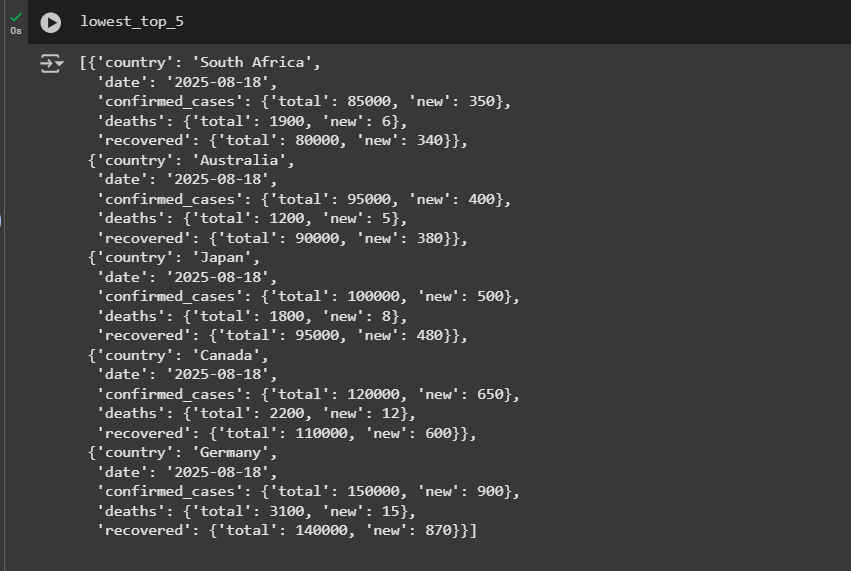 lowest_top_5
0s
[{'country': 'South Africa',
  'date': '2025-08-18',
  'confirmed_cases': {'total': 85000, 'new': 350},
  'deaths': {'total': 1900, 'new': 6},
  'recovered': {'total': 80000, 'new': 340}},
 {'country': 'Australia',
  'date': '2025-08-18',
  'confirmed_cases': {'total': 95000, 'new': 400},
  'deaths': {'total': 1200, 'new': 5},
  'recovered': {'total': 90000, 'new': 380}},
 {'country': 'Japan',
  'date': '2025-08-18',
  'confirmed_cases': {'total': 100000, 'new': 500},
  'deaths': {'total': 1800, 'new': 8},
  'recovered': {'total': 95000, 'new': 480}},
 {'country': 'Canada',
  'date': '2025-08-18',
  'confirmed_cases': {'total': 120000, 'new': 650},
  'deaths': {'total': 2200, 'new': 12},
  'recovered': {'total': 110000, 'new': 600}},
 {'country': 'Germany',
  'date': '2025-08-18',
  'confirmed_cases': {'total': 150000, 'new': 900},
  'deaths': {'total': 3100, 'new': 15},
  'recovered': {'total': 140000, 'new': 870}}]